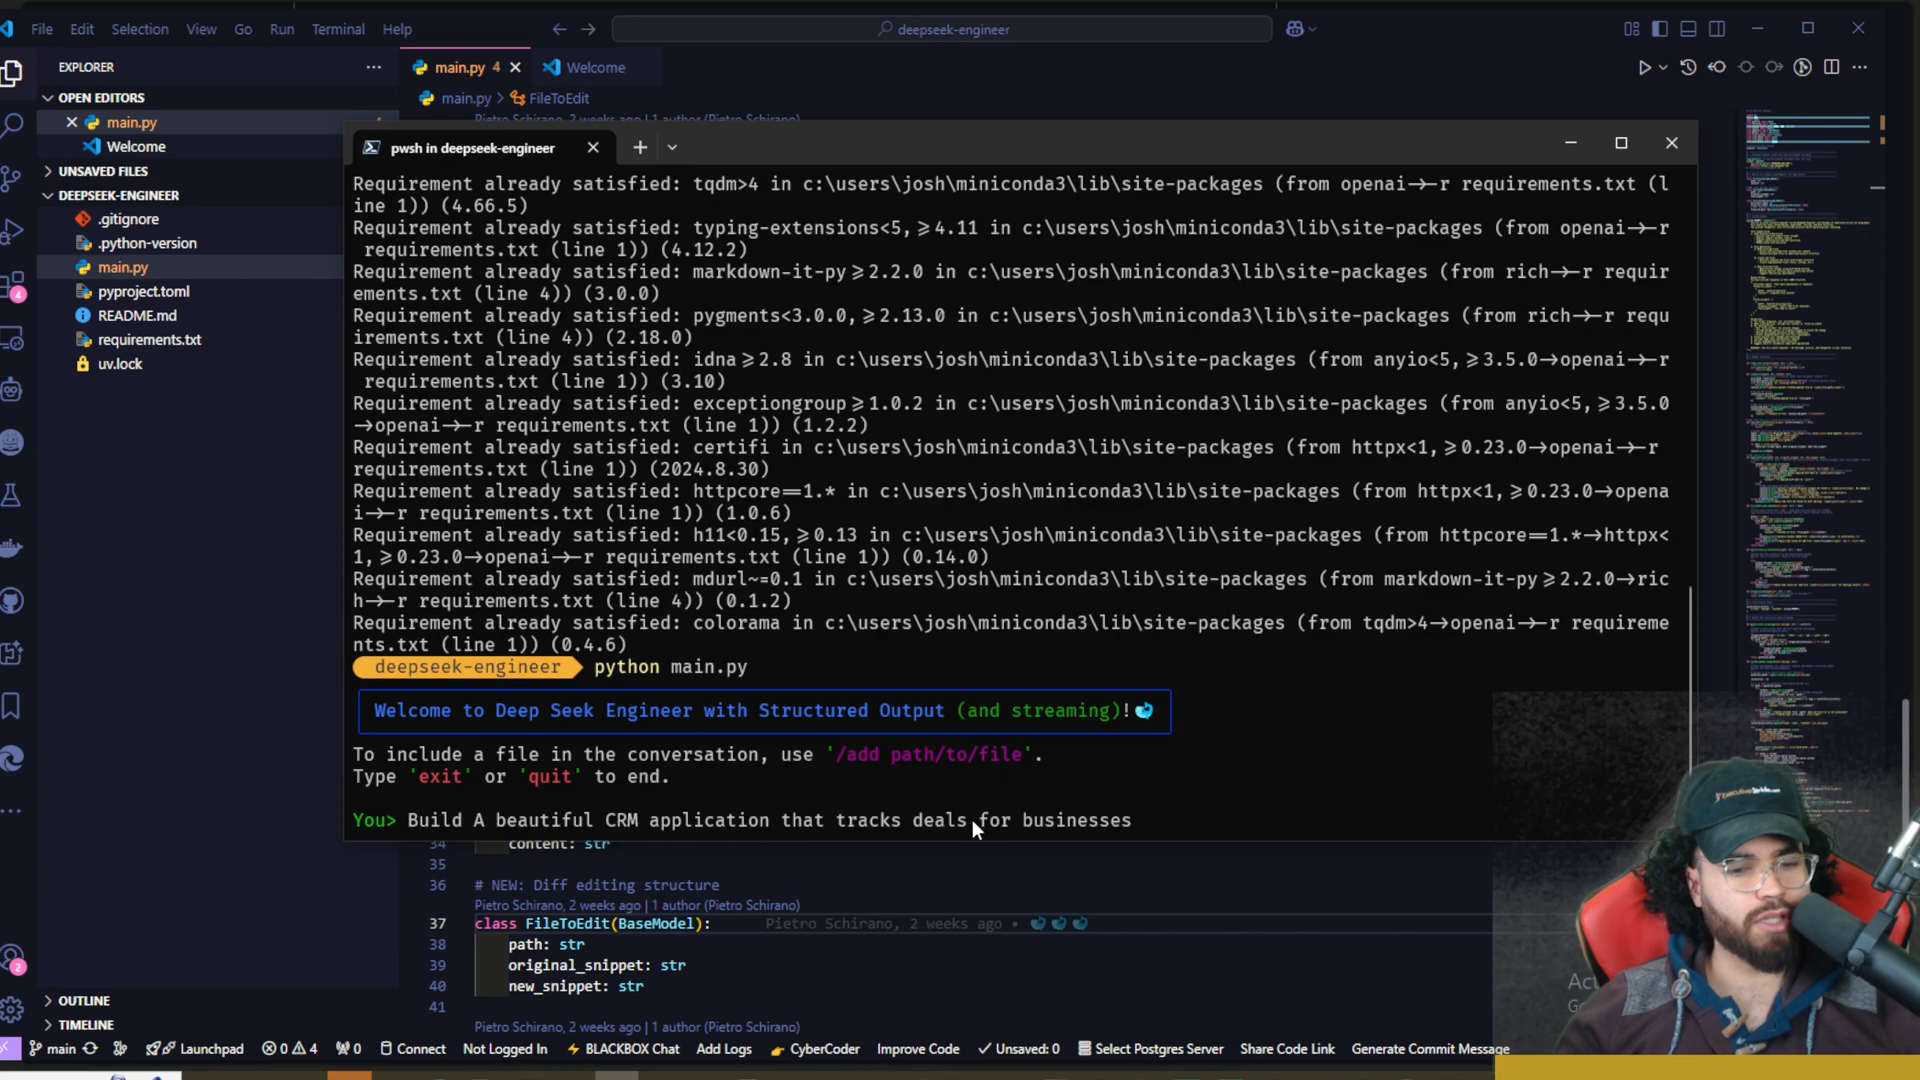 File Edit Selection View Go Run Terminal Help
deepseek-engineer
EXPLORER
main.py 4
Welcome
OPEN EDITORS
main.py > FileToEdit
main.py
Welcome
UNSAVED FILES
DEEPSEEK-ENGINEER
.gitignore
.python-version
main.py
pyproject.toml
README.md
requirements.txt
uv.lock
4
2
Pietro Schirano, 2 weeks ago | 1 author (Pietro Schirano)
pwsh in deepseek-engineer
Requirement already satisfied: tqdm>4 in c:\users\josh\miniconda3\lib\site-packages (from openai->-r requirements.txt (l
ine 1)) (4.66.5)
Requirement already satisfied: typing-extensions<5,>=4.11 in c:\users\josh\miniconda3\lib\site-packages (from openai->-r
requirements.txt (line 1)) (4.12.2)
Requirement already satisfied: markdown-it-py>=2.2.0 in c:\users\josh\miniconda3\lib\site-packages (from rich->-r requir
ements.txt (line 4)) (3.0.0)
Requirement already satisfied: pygments<3.0.0,>=2.13.0 in c:\users\josh\miniconda3\lib\site-packages (from rich->-r requ
irements.txt (line 4)) (2.18.0)
Requirement already satisfied: idna>=2.8 in c:\users\josh\miniconda3\lib\site-packages (from anyio<5,>=3.5.0->openai->-r
requirements.txt (line 1)) (3.10)
Requirement already satisfied: exceptiongroup>=1.0.2 in c:\users\josh\miniconda3\lib\site-packages (from anyio<5,>=3.5.0
->openai->-r requirements.txt (line 1)) (1.2.2)
Requirement already satisfied: certifi in c:\users\josh\miniconda3\lib\site-packages (from httpx<1,>=0.23.0->openai->-r
requirements.txt (line 1)) (2024.8.30)
Requirement already satisfied: httpcore==1.* in c:\users\josh\miniconda3\lib\site-packages (from httpx<1,>=0.23.0->opena
i->-r requirements.txt (line 1)) (1.0.6)
Requirement already satisfied: h11<0.15,>=0.13 in c:\users\josh\miniconda3\lib\site-packages (from httpcore==1.*->httpx<
1,>=0.23.0->openai->-r requirements.txt (line 1)) (0.14.0)
Requirement already satisfied: mdurl~=0.1 in c:\users\josh\miniconda3\lib\site-packages (from markdown-it-py>=2.2.0->ric
h->-r requirements.txt (line 4)) (0.1.2)
Requirement already satisfied: colorama in c:\users\josh\miniconda3\lib\site-packages (from tqdm>4->openai->-r requireme
nts.txt (line 1)) (0.4.6)
deepseek-engineer python main.py
Welcome to Deep Seek Engineer with Structured Output (and streaming)!🐋
To include a file in the conversation, use '/add path/to/file'.
Type 'exit' or 'quit' to end.
You> Build A beautiful CRM application that tracks deals for businesses
34 content: str
35
36 # NEW: Diff editing structure
Pietro Schirano, 2 weeks ago | 1 author (Pietro Schirano)
37 class FileToEdit(BaseModel): Pietro Schirano, 2 weeks ago • 🐋🐋🐋
38 path: str
39 original_snippet: str
40 new_snippet: str
41
Pietro Schirano, 2 weeks ago | 1 author (Pietro Schirano)
OUTLINE
TIMELINE
main Launchpad 0 4 0 Connect Not Logged In BLACKBOX Chat Add Logs CyberCoder Improve Code Unsaved: 0 Select Postgres Server Share Code Link Generate Commit Message